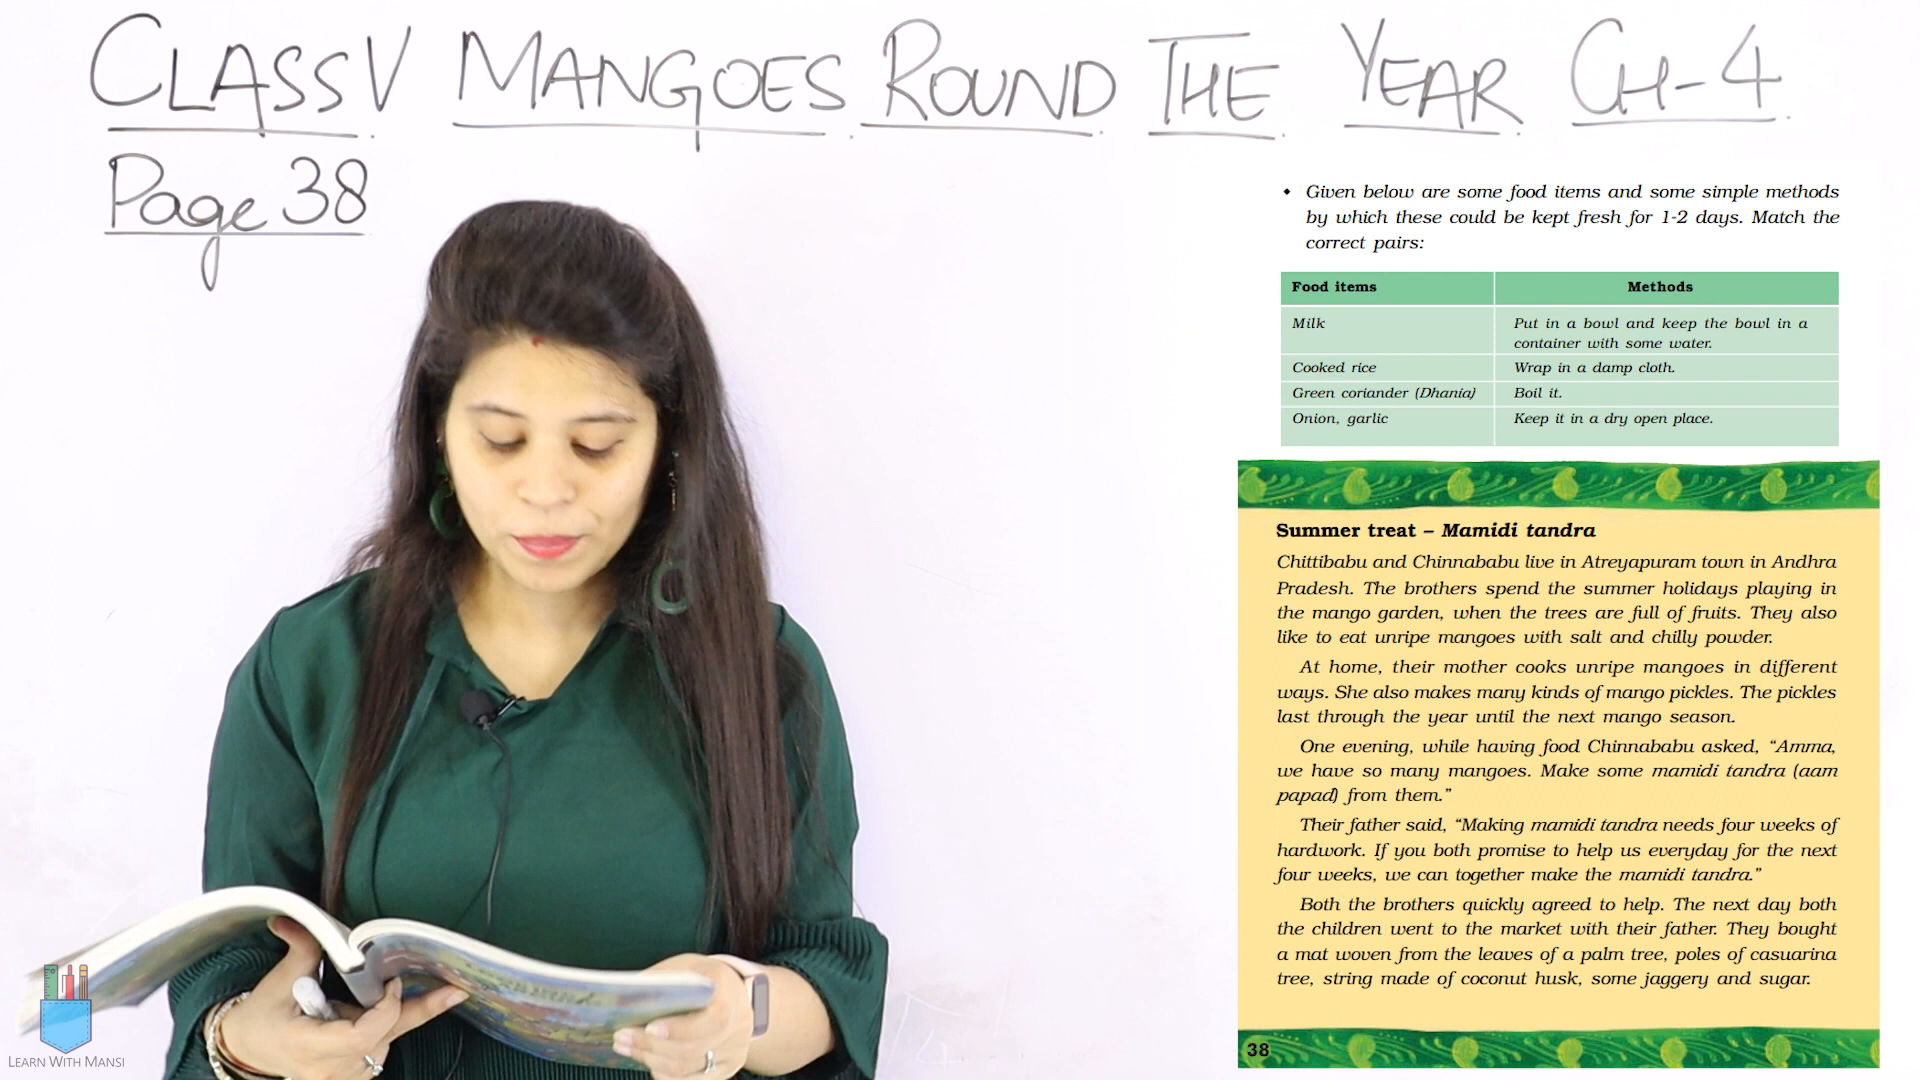 CLASS V MANGOES ROUND THE YEAR CH-4
Page 38
♦ Given below are some food items and some simple methods
by which these could be kept fresh for 1-2 days. Match the
correct pairs:
Food items Methods
Milk Put in a bowl and keep the bowl in a
container with some water.
Cooked rice Wrap in a damp cloth.
Green coriander (Dhania) Boil it.
Onion, garlic Keep it in a dry open place.
Summer treat – Mamidi tandra
Chittibabu and Chinnababu live in Atreyapuram town in Andhra
Pradesh. The brothers spend the summer holidays playing in
the mango garden, when the trees are full of fruits. They also
like to eat unripe mangoes with salt and chilly powder.
At home, their mother cooks unripe mangoes in different
ways. She also makes many kinds of mango pickles. The pickles
last through the year until the next mango season.
One evening, while having food Chinnababu asked, “Amma,
we have so many mangoes. Make some mamidi tandra (aam
papad) from them.”
Their father said, “Making mamidi tandra needs four weeks of
hardwork. If you both promise to help us everyday for the next
four weeks, we can together make the mamidi tandra.”
Both the brothers quickly agreed to help. The next day both
the children went to the market with their father. They bought
a mat woven from the leaves of a palm tree, poles of casuarina
tree, string made of coconut husk, some jaggery and sugar.
38
LEARN WITH MANSI